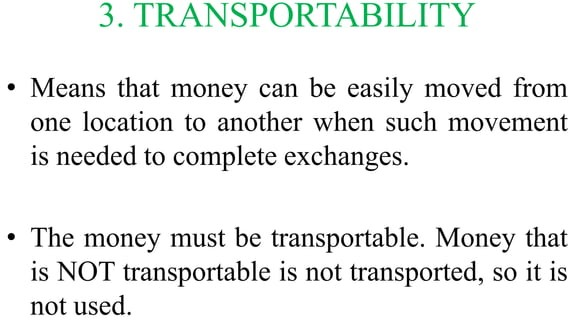 3. TRANSPORTABILITY
• Means that money can be easily moved from
one location to another when such movement
is needed to complete exchanges.
• The money must be transportable. Money that
is NOT transportable is not transported, so it is
not used.